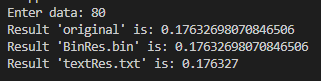 Enter data: 80
Result 'original' is: 0.17632698070846506
Result 'BinRes.bin' is: 0.17632698070846506
Result 'textRes.txt' is: 0.176327